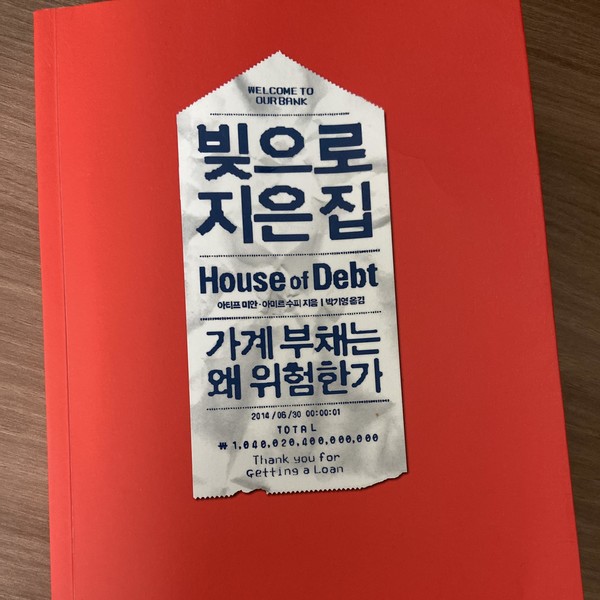 WELCOME TO
OUR BANK
빚으로
지은 집
House of Debt
아티프 미안·아미르 수피 지음 | 박기영 옮김
가계 부채는
왜 위험한가
2014/06/30 00:00:01
TOTAL
₩1,040,020,400,000,000
Thank you for
Getting a Loan